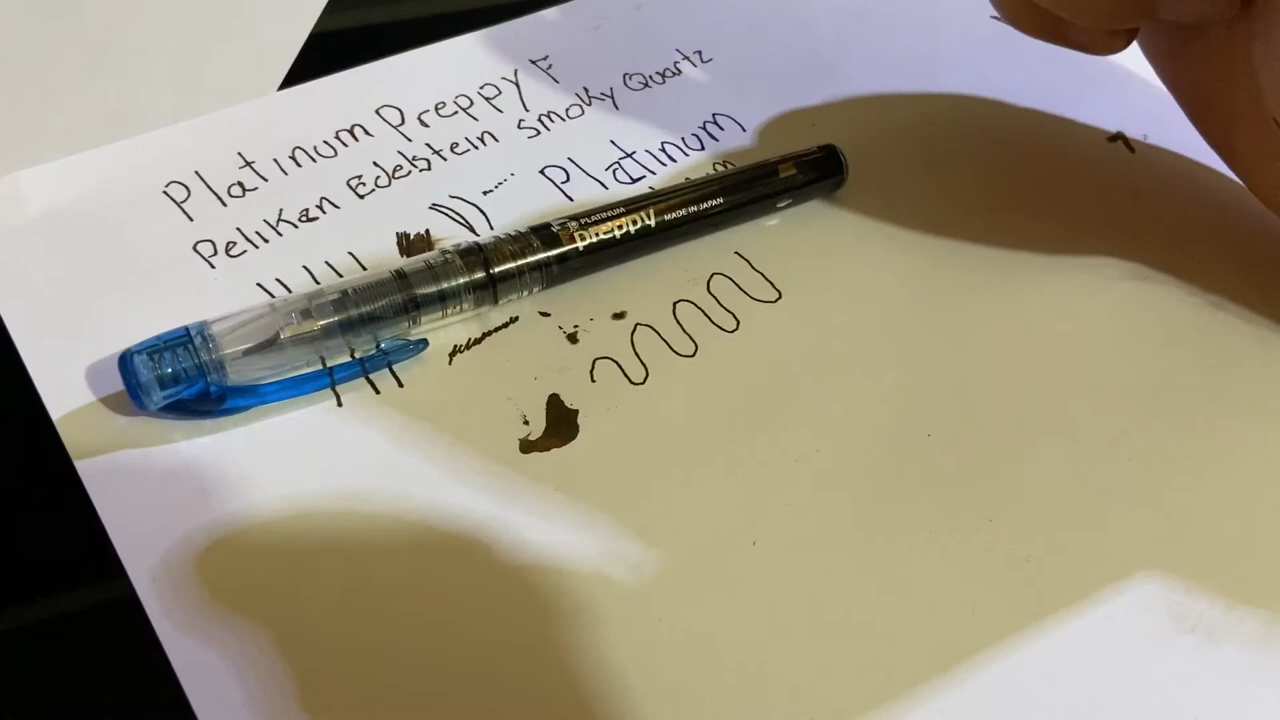 Platinum Preppy F
Pelikan Edelstein Smoky Quartz
Platinum
PLATINUM
preppy MADE IN JAPAN